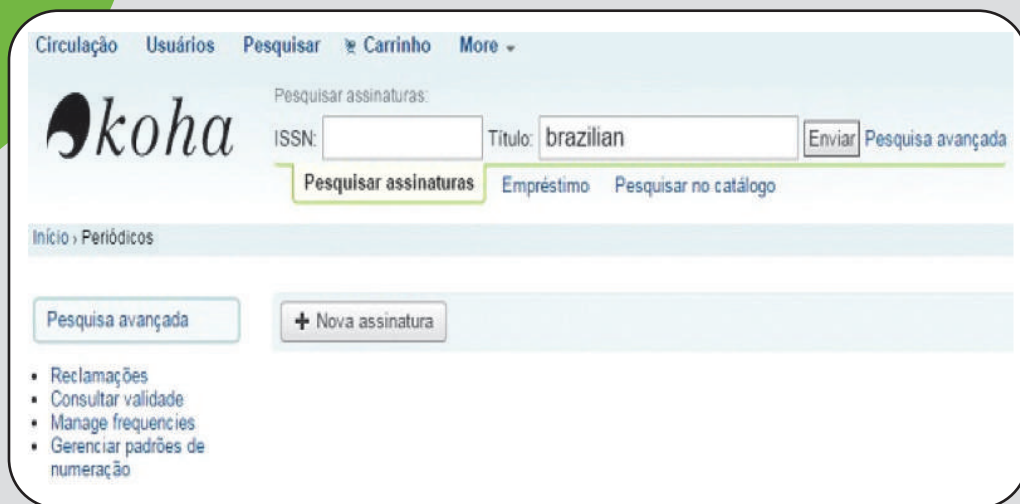 Circulação Usuários Pesquisar Carrinho More
koha
Pesquisar assinaturas:
ISSN: Título: brazilian Enviar Pesquisa avançada
Pesquisar assinaturas Empréstimo Pesquisar no catálogo
Início › Periódicos
Pesquisa avançada
+ Nova assinatura
• Reclamações
• Consultar validade
• Manage frequencies
• Gerenciar padrões de
numeração